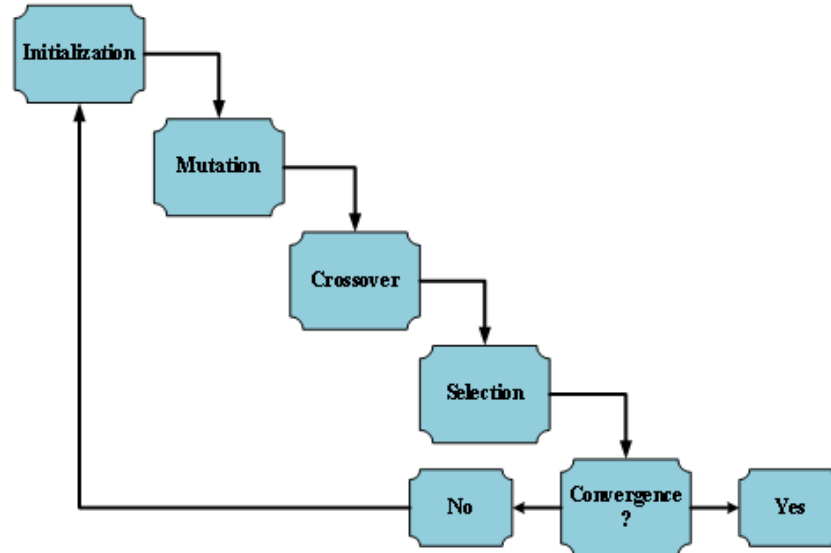 Initialization
Mutation
Crossover
Selection
No
Convergence
?
Yes